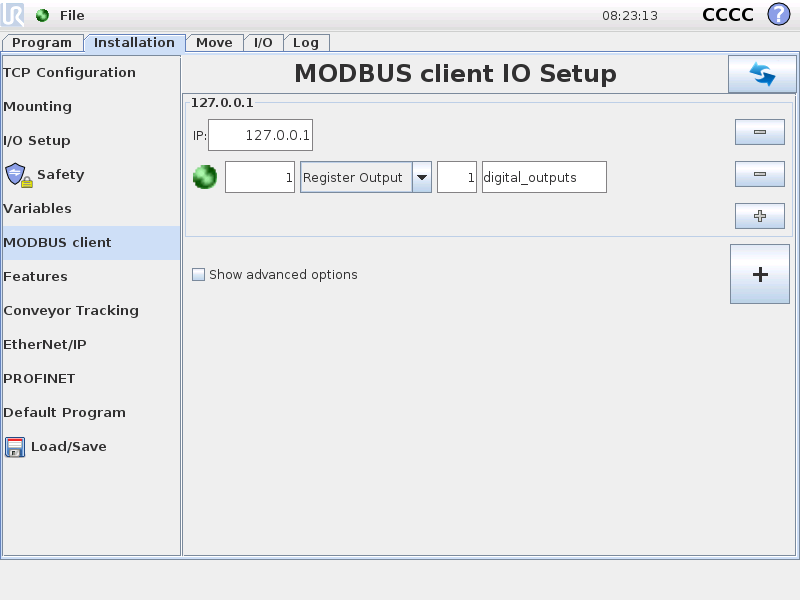 UR File 08:23:13 CCCC ?
Program Installation Move I/O Log
TCP Configuration
Mounting
I/O Setup
Safety
Variables
MODBUS client
Features
Conveyor Tracking
EtherNet/IP
PROFINET
Default Program
Load/Save
MODBUS client IO Setup
127.0.0.1
IP: 127.0.0.1
1 Register Output 1 digital_outputs
Show advanced options